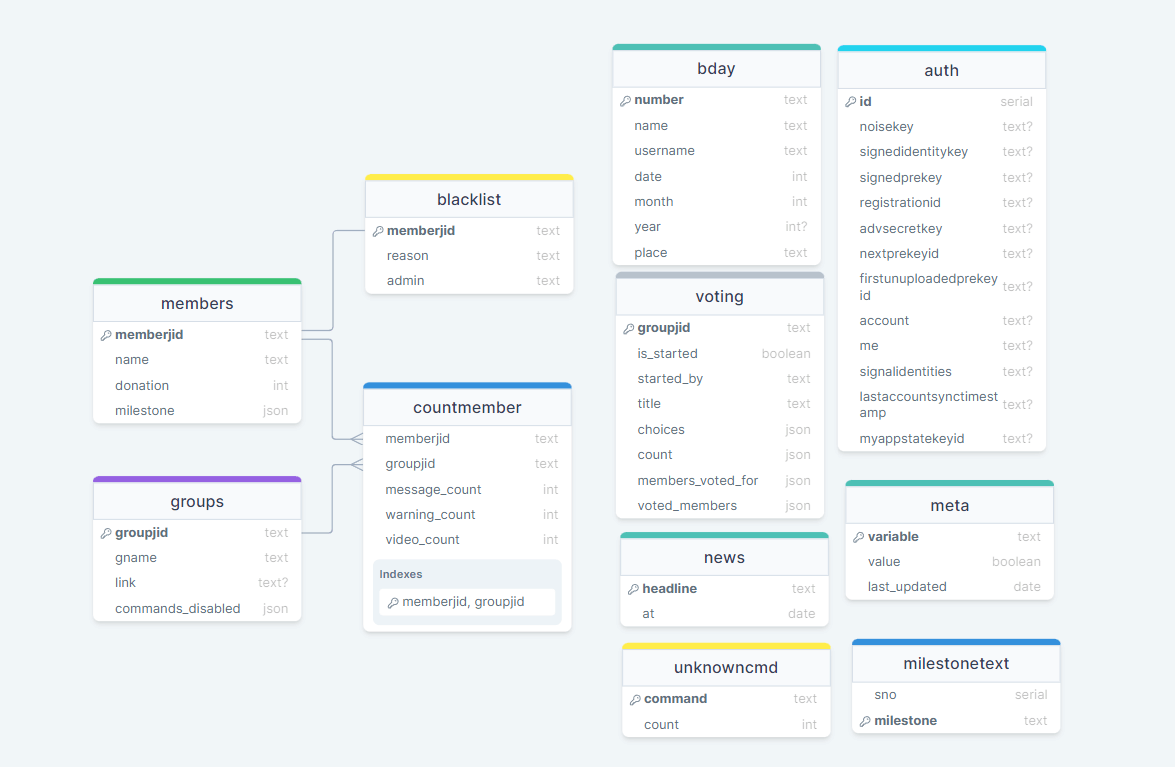 members
memberjid text
name text
donation int
milestone json
groups
groupjid text
gname text
link text?
commands_disabled json
blacklist
memberjid text
reason text
admin text
countmember
memberjid text
groupjid text
message_count int
warning_count int
video_count int
Indexes
memberjid, groupjid
bday
number text
name text
username text
date int
month int
year int?
place text
voting
groupjid text
is_started boolean
started_by text
title text
choices json
count json
members_voted_for json
voted_members json
news
headline text
at date
unknowncmd
command text
count int
auth
id serial
noisekey text?
signedidentitykey text?
signedprekey text?
registrationid text?
advsecretkey text?
nextprekeyid text?
firstunuploadedprekey
id text?
account text?
me text?
signalidentities text?
lastaccountsynctimest
amp text?
myappstatekeyid text?
meta
variable text
value boolean
last_updated date
milestonetext
sno serial
milestone text